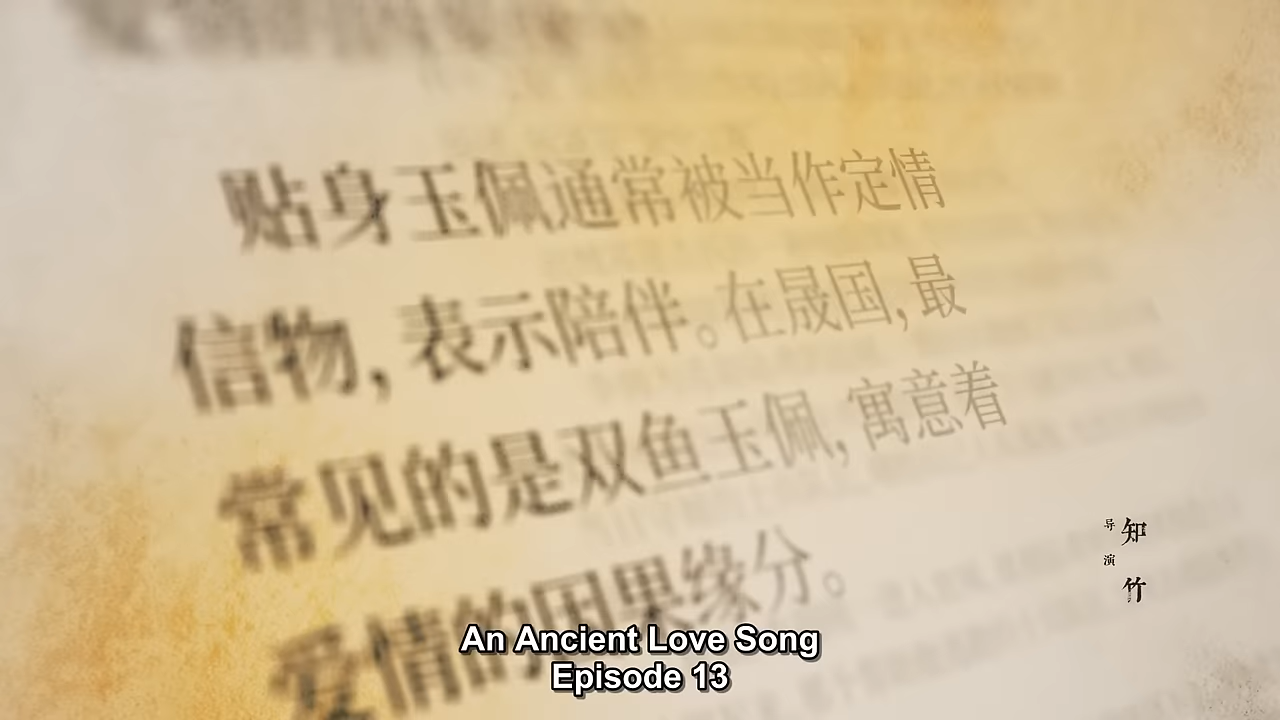 贴身玉佩通常被当作定情
信物，表示陪伴。在晟国，最
常见的是双鱼玉佩，寓意着
爱情的因果缘分。
导演
知竹
An Ancient Love Song
Episode 13